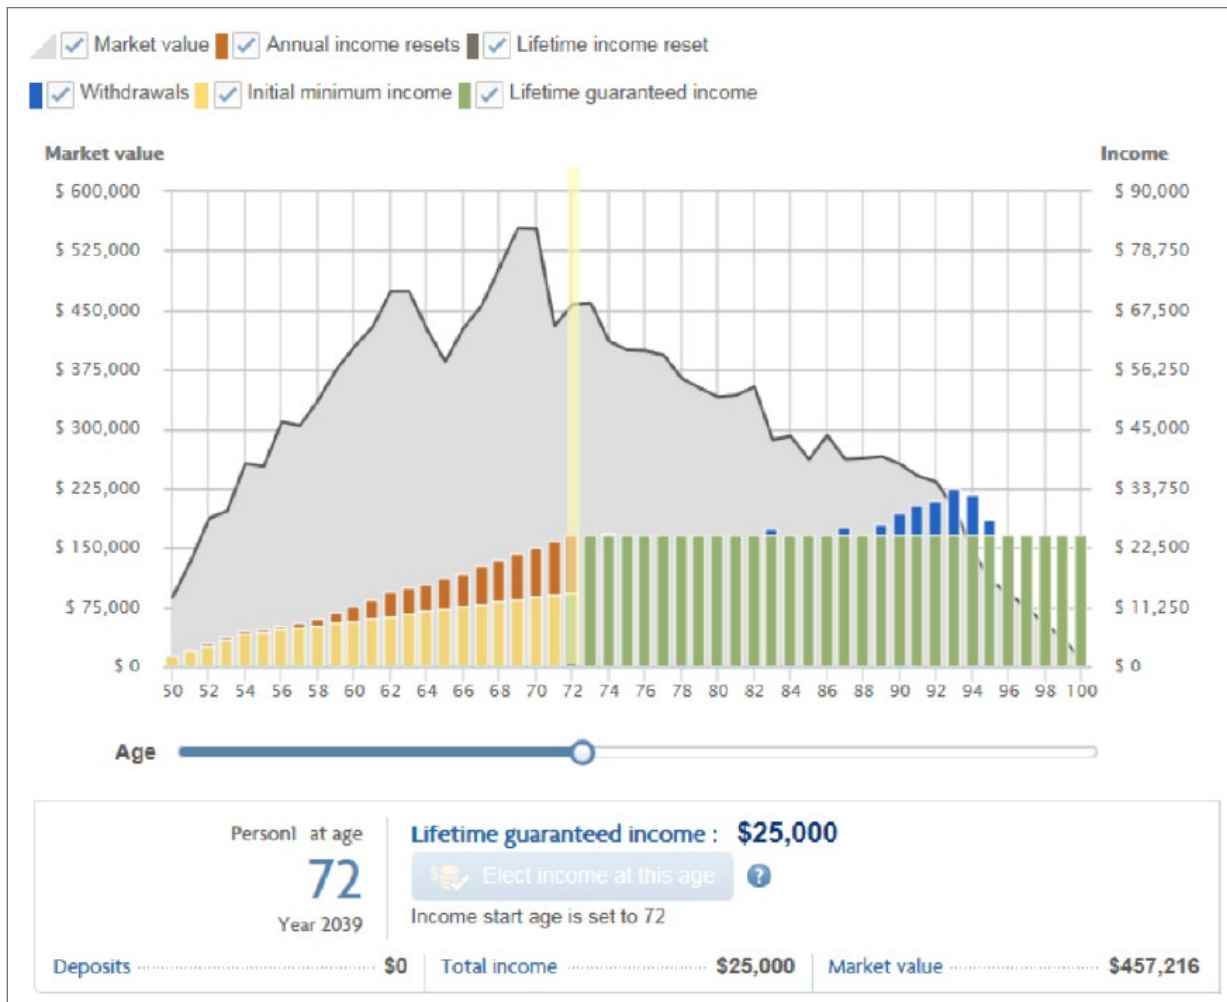 Market value Annual income resets Lifetime income reset
Withdrawals Initial minimum income Lifetime guaranteed income
Market value Income
$ 600,000 $ 90,000
$ 525,000 $ 78,750
$ 450,000 $ 67,500
$ 375,000 $ 56,250
$ 300,000 $ 45,000
$ 225,000 $ 33,750
$ 150,000 $ 22,500
$ 75,000 $ 11,250
$ 0 $ 0
50 52 54 56 58 60 62 64 66 68 70 72 74 76 78 80 82 84 86 88 90 92 94 96 98 100
Age
Person1 at age
72
Year 2039
Lifetime guaranteed income : $25,000
$ Elect income at this age ?
Income start age is set to 72
Deposits $0 Total income $25,000 Market value $457,216